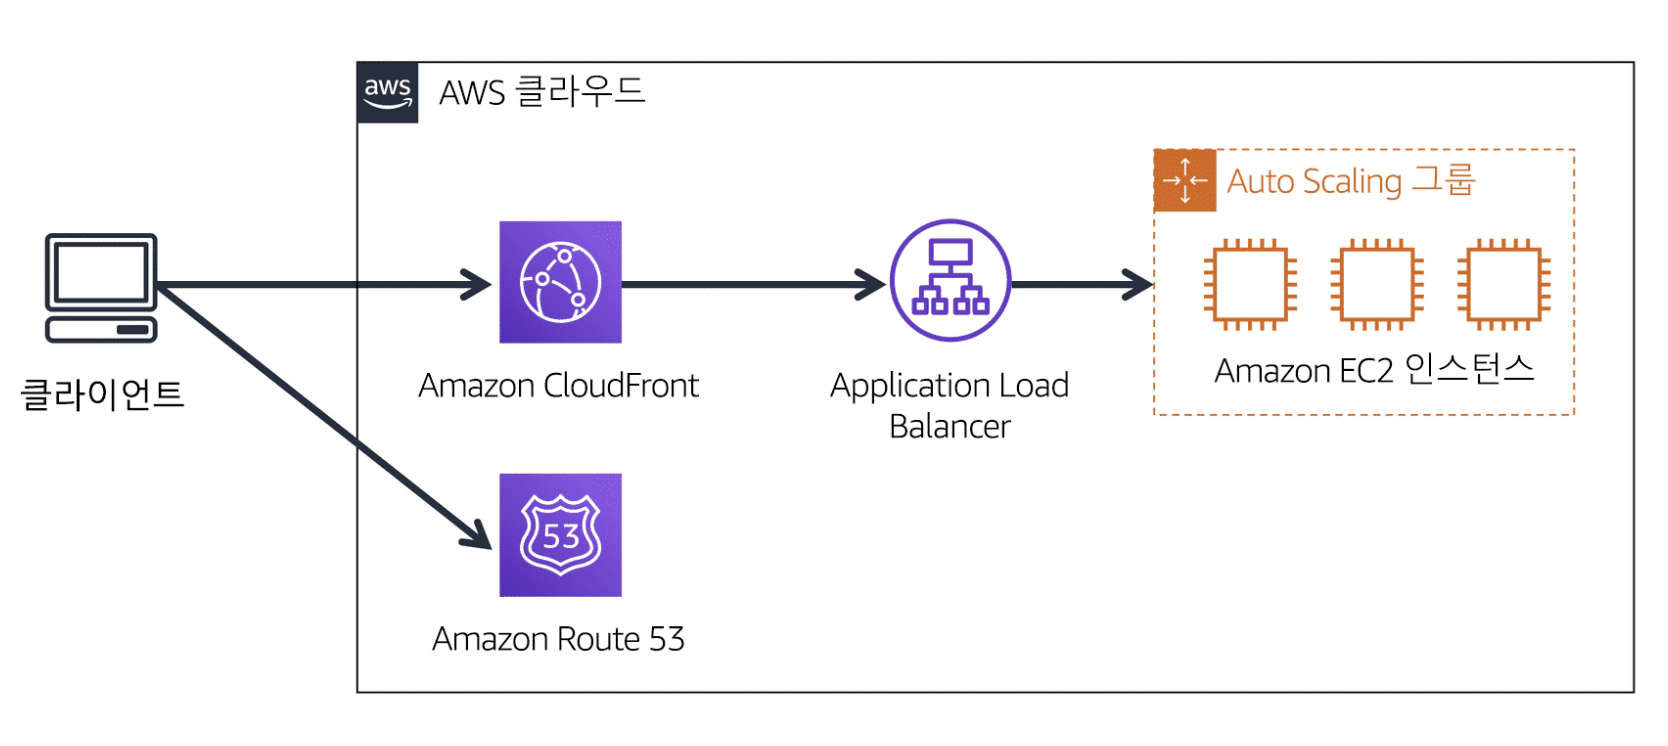 aws
AWS 클라우드
Auto Scaling 그룹
클라이언트
Amazon CloudFront
Application Load
Balancer
Amazon EC2 인스턴스
53
Amazon Route 53